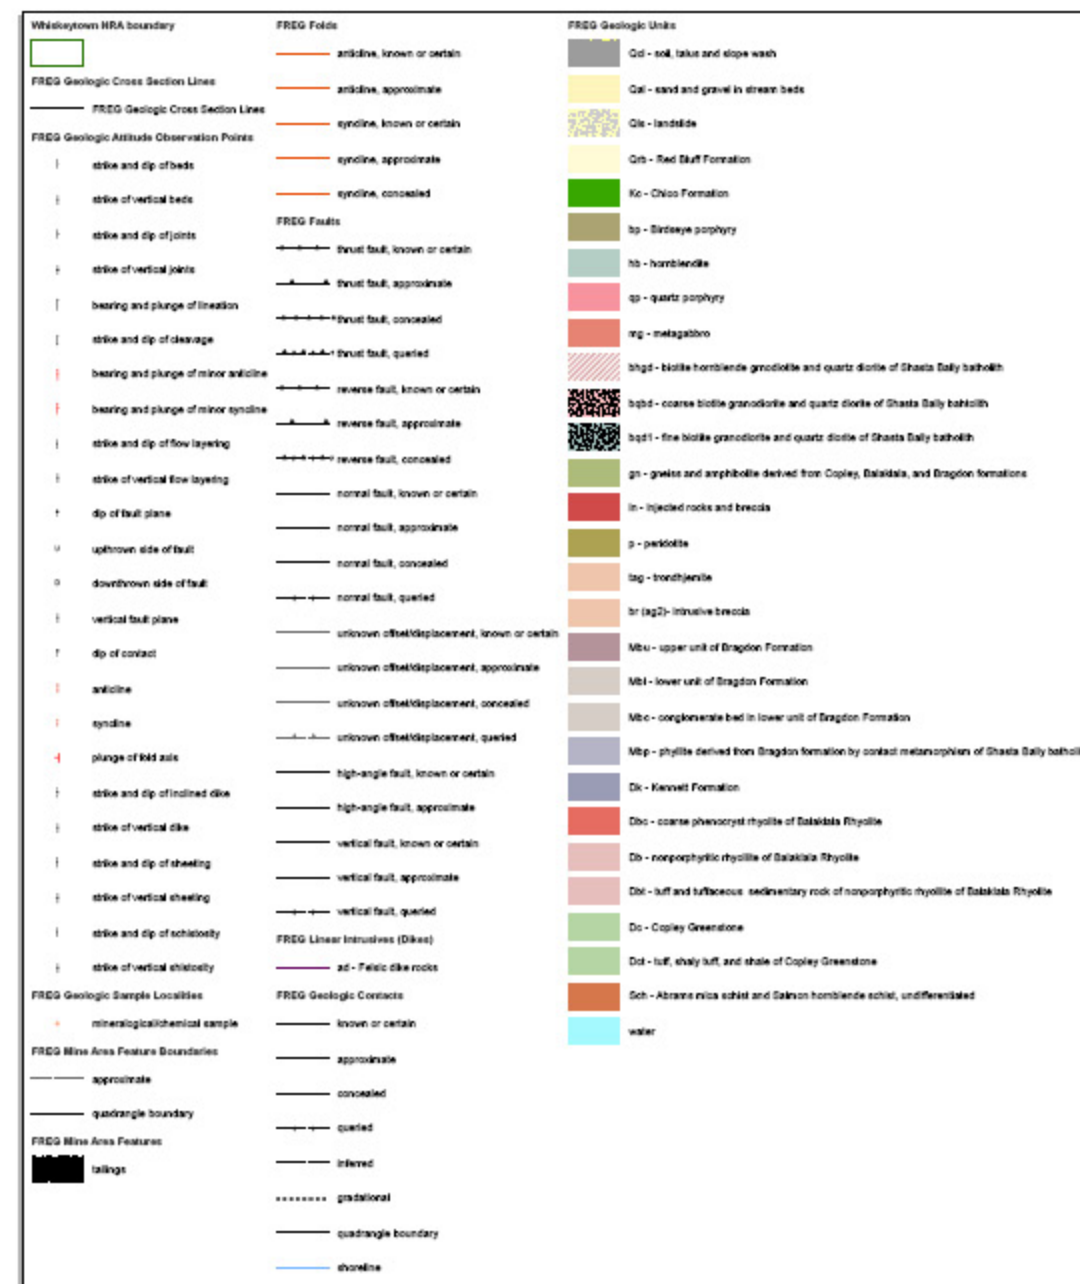 Whiskeytown NRA boundary
FREG Geologic Cross Section Lines
FREG Geologic Cross Section Lines
FREG Geologic Attitude Observation Points
strike and dip of beds
strike of vertical beds
strike and dip of joints
strike of vertical joints
bearing and plunge of lineation
strike and dip of cleavage
bearing and plunge of minor anticline
bearing and plunge of minor syncline
strike and dip of flow layering
strike of vertical flow layering
dip of fault plane
upthrown side of fault
downthrown side of fault
vertical fault plane
dip of contact
anticline
syncline
plunge of fold axis
strike and dip of inclined dike
strike of vertical dike
strike and dip of sheeting
strike of vertical sheeting
strike and dip of schistosity
strike of vertical shistosity
FREG Geologic Sample Localities
mineralogical/chemical sample
FREG Mine Area Feature Boundaries
approximate
quadrangle boundary
FREG Mine Area Features
tailings
FREG Folds
anticline, known or certain
anticline, approximate
syncline, known or certain
syncline, approximate
syncline, concealed
FREG Faults
thrust fault, known or certain
thrust fault, approximate
thrust fault, concealed
thrust fault, queried
reverse fault, known or certain
reverse fault, approximate
reverse fault, concealed
normal fault, known or certain
normal fault, approximate
normal fault, concealed
normal fault, queried
unknown offset/displacement, known or certain
unknown offset/displacement, approximate
unknown offset/displacement, concealed
unknown offset/displacement, queried
high-angle fault, known or certain
high-angle fault, approximate
vertical fault, known or certain
vertical fault, approximate
vertical fault, queried
FREG Linear Intrusives (Dikes)
ad - Felsic dike rocks
FREG Geologic Contacts
known or certain
approximate
concealed
queried
inferred
gradational
quadrangle boundary
shoreline
FREG Geologic Units
Qcl - soil, talus and slope wash
Qal - sand and gravel in stream beds
Qls - landslide
Qrb - Red Bluff Formation
Kc - Chico Formation
bp - Birdseye porphyry
hb - hornblendite
qp - quartz porphyry
mg - metagabbro
bhgd - biotite hornblende grnodiotite and quartz diorite of Shasta Bally batholith
bqbd - coarse biotite granodiorite and quartz diorite of Shasta Bally bahtolith
bqd1 - fine biotite granodiorite and quartz diorite of Shasta Bally batholith
gn - gneiss and amphibolite derived from Copley, Balaklala, and Bragdon formations
in - injected rocks and breccia
p - peridotite
tag - trondhjemite
br (ag2)- intrusive breccia
Mbu - upper unit of Bragdon Formation
Mbl - lower unit of Bragdon Formation
Mbc - conglomerate bed in lower unit of Bragdon Formation
Mbp - phyllite derived from Bragdon formation by contact metamorphism of Shasta Bally
Dk - Kennett Formation
Dbc - coarse phenocryst rhyolite of Balaklala Rhyolite
Db - nonporphyritic rhyollite of Balaklala Rhyolite
Dbt - tuff and tuffaceous sedimentary rock of nonporphyritic rhyollite of Balaklala Rhyolite
Dc - Copley Greenstone
Dct - tuff, shaly tuff, and shale of Copley Greenstone
Sch - Abrams mica schist and Salmon hornblende schist, undifferentiated
water